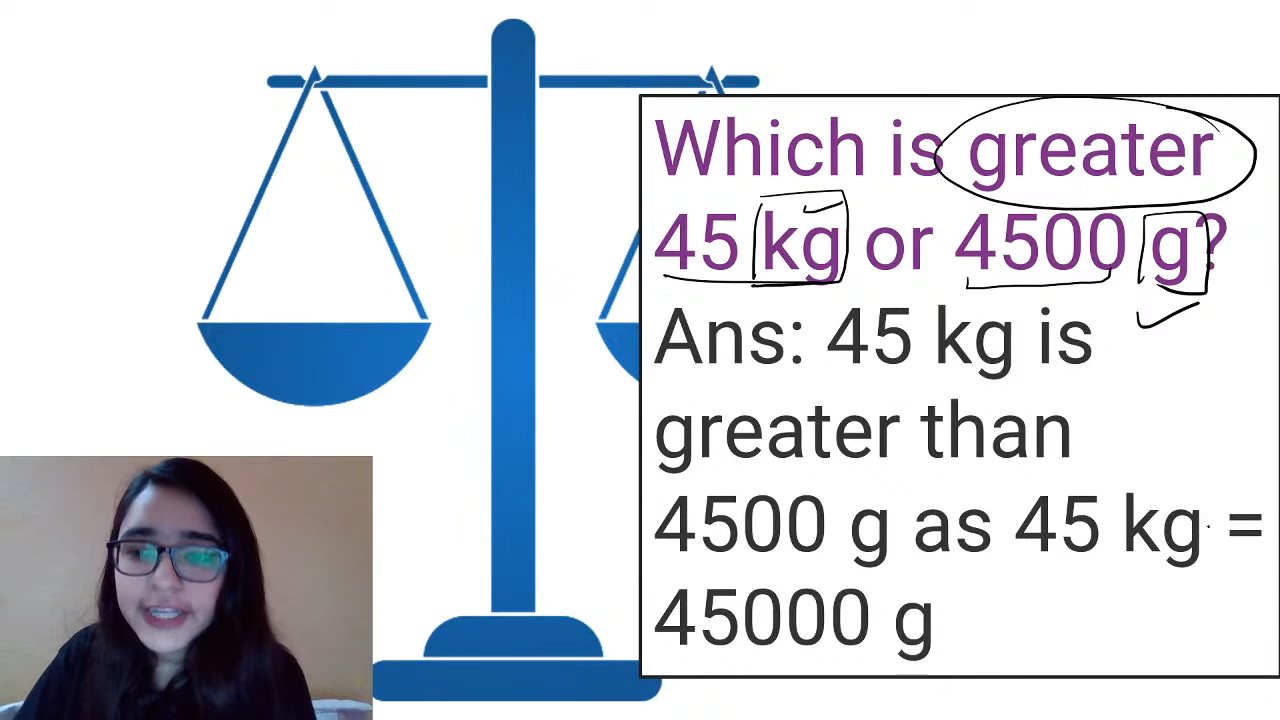 Which is greater
45 kg or 4500 g?
Ans: 45 kg is
greater than
4500 g as 45 kg =
45000 g